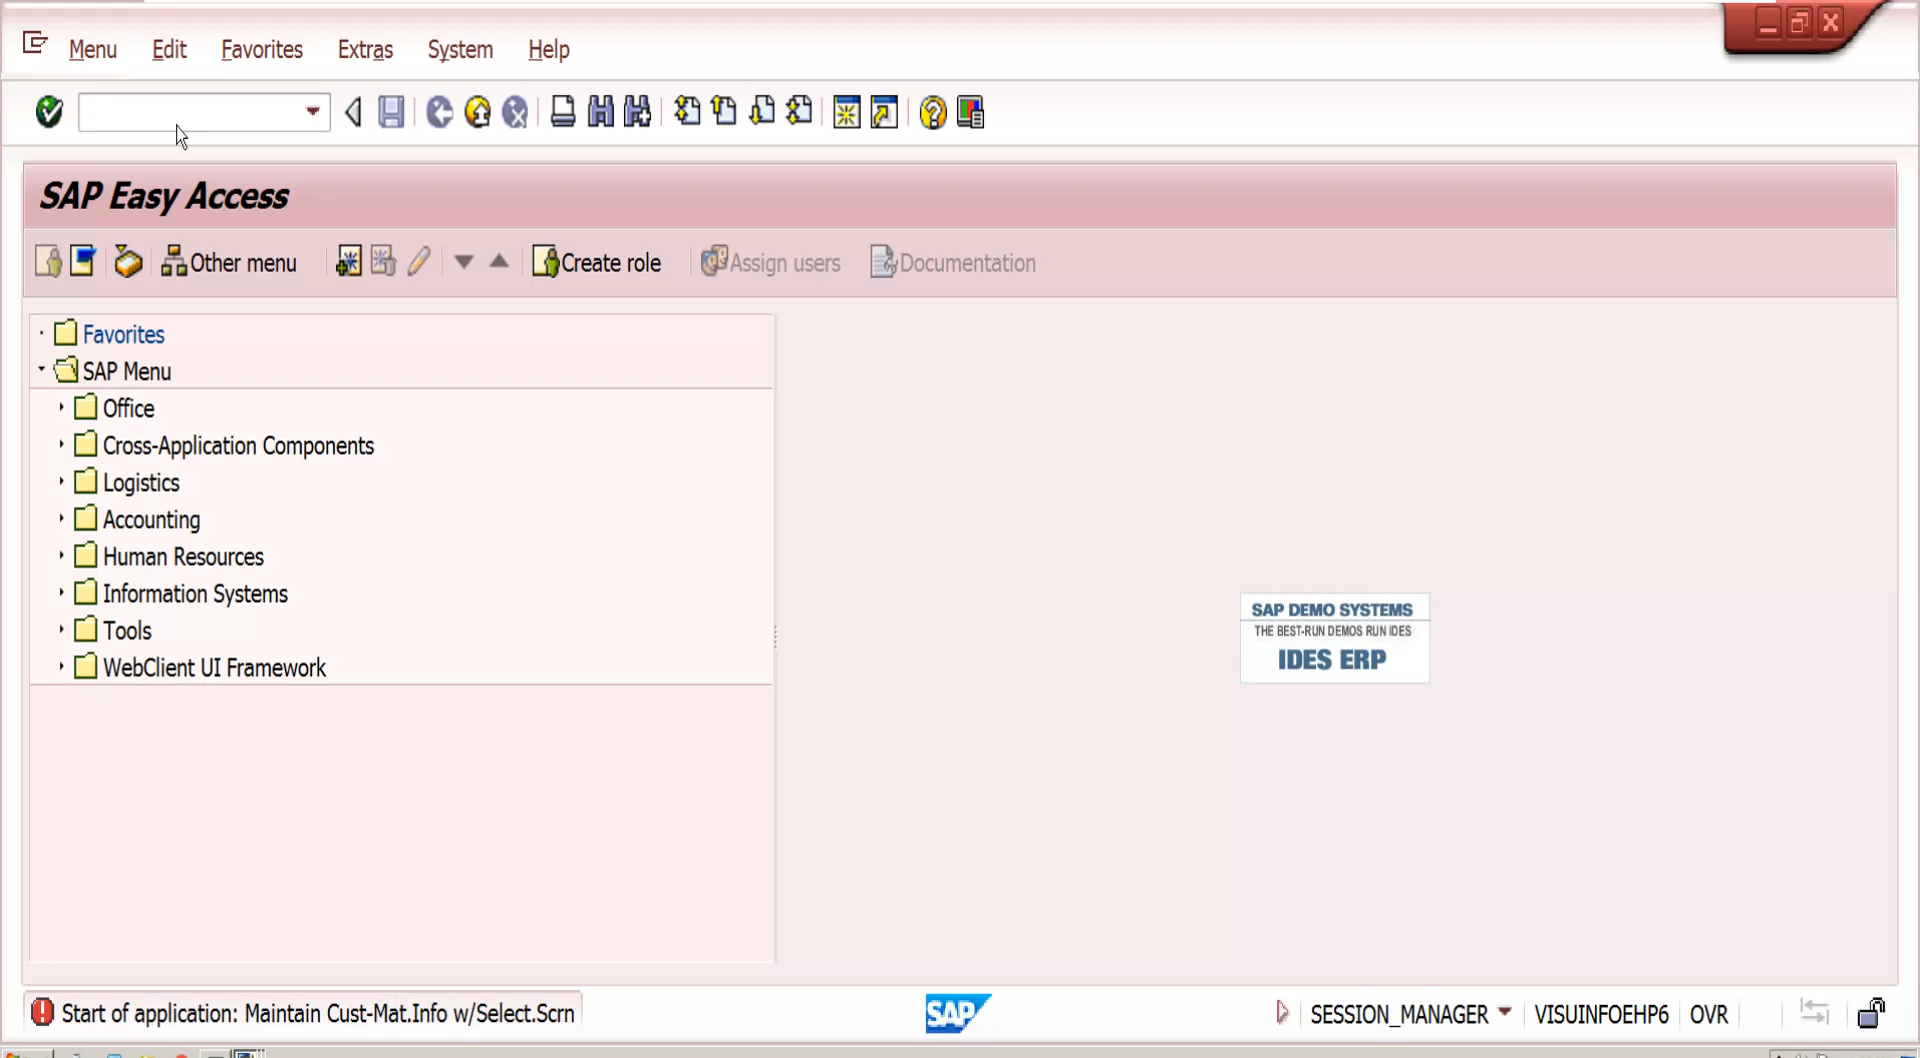 Menu Edit Favorites Extras System Help
SAP Easy Access
Other menu Create role Assign users Documentation
Favorites
SAP Menu
Office
Cross-Application Components
Logistics
Accounting
Human Resources
Information Systems
Tools
WebClient UI Framework
SAP DEMO SYSTEMS
THE BEST-RUN DEMOS RUN IDES
IDES ERP
Start of application: Maintain Cust-Mat.Info w/Select.Scrn SAP SESSION_MANAGER VISUINFOEHP6 OVR